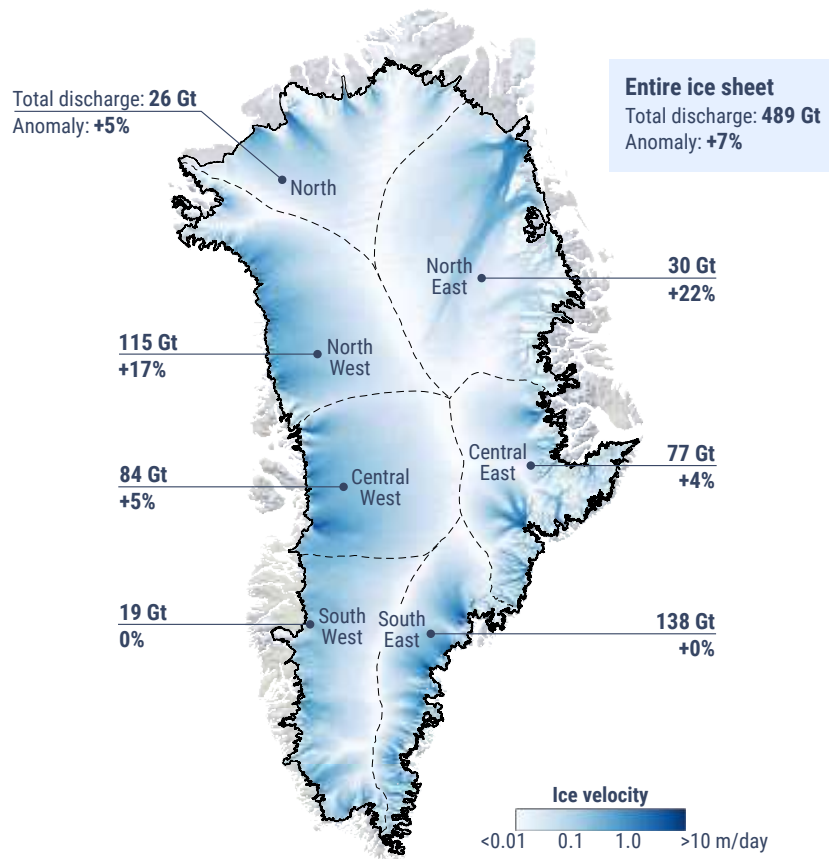 Entire ice sheet
Total discharge: 489 Gt
Anomaly: +7%
Total discharge: 26 Gt
Anomaly: +5%
North
North
East
30 Gt
+22%
115 Gt
+17%
North
West
84 Gt
+5%
Central
West
Central
East
77 Gt
+4%
19 Gt
0%
South
West
South
East
138 Gt
+0%
Ice velocity
<0.01 0.1 1.0 >10 m/day